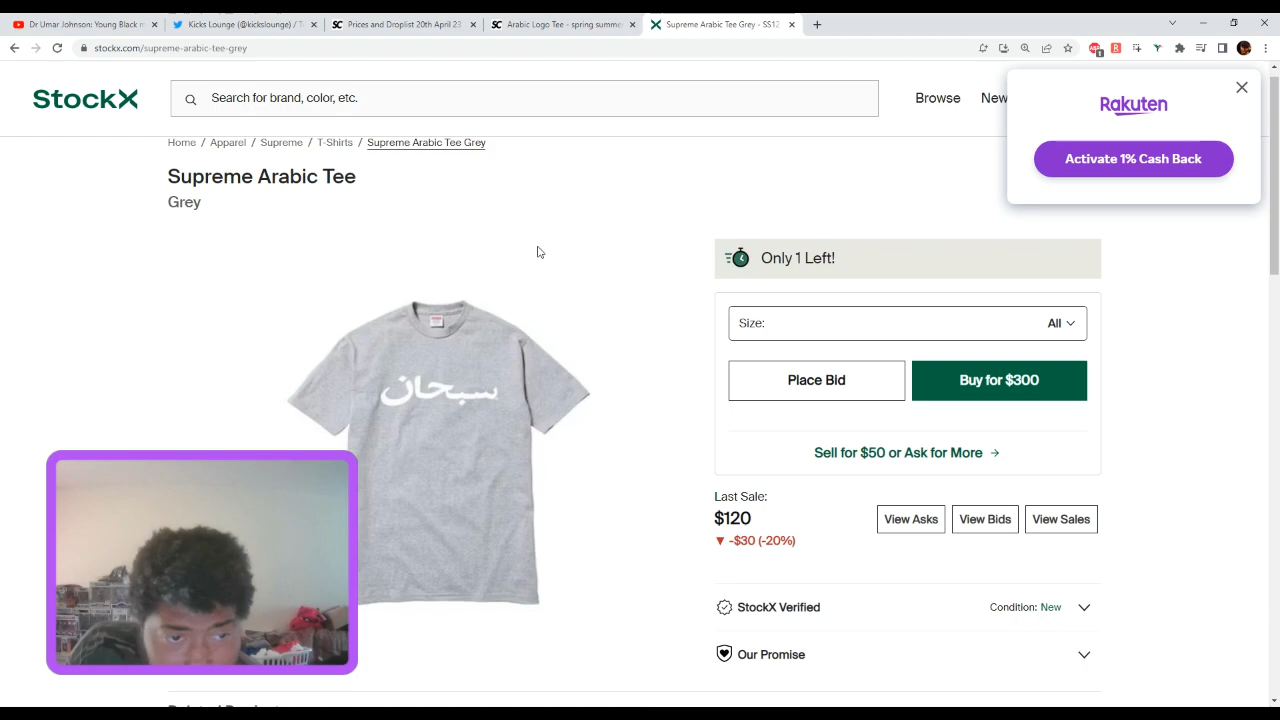 Dr Umar Johnson: Young Black m
Kicks Lounge (@kickslounge) / T
Prices and Droplist 20th April 23
Arabic Logo Tee - spring summe
Supreme Arabic Tee Grey - SS12
stockx.com/supreme-arabic-tee-grey
StockX
Search for brand, color, etc.
Browse
New
Rakuten
Activate 1% Cash Back
Home / Apparel / Supreme / T-Shirts / Supreme Arabic Tee Grey
Supreme Arabic Tee
Grey
Only 1 Left!
Size:
All
سبحان
Place Bid
Buy for $300
Sell for $50 or Ask for More →
Last Sale:
$120
▼ -$30 (-20%)
View Asks
View Bids
View Sales
StockX Verified
Condition: New
Our Promise